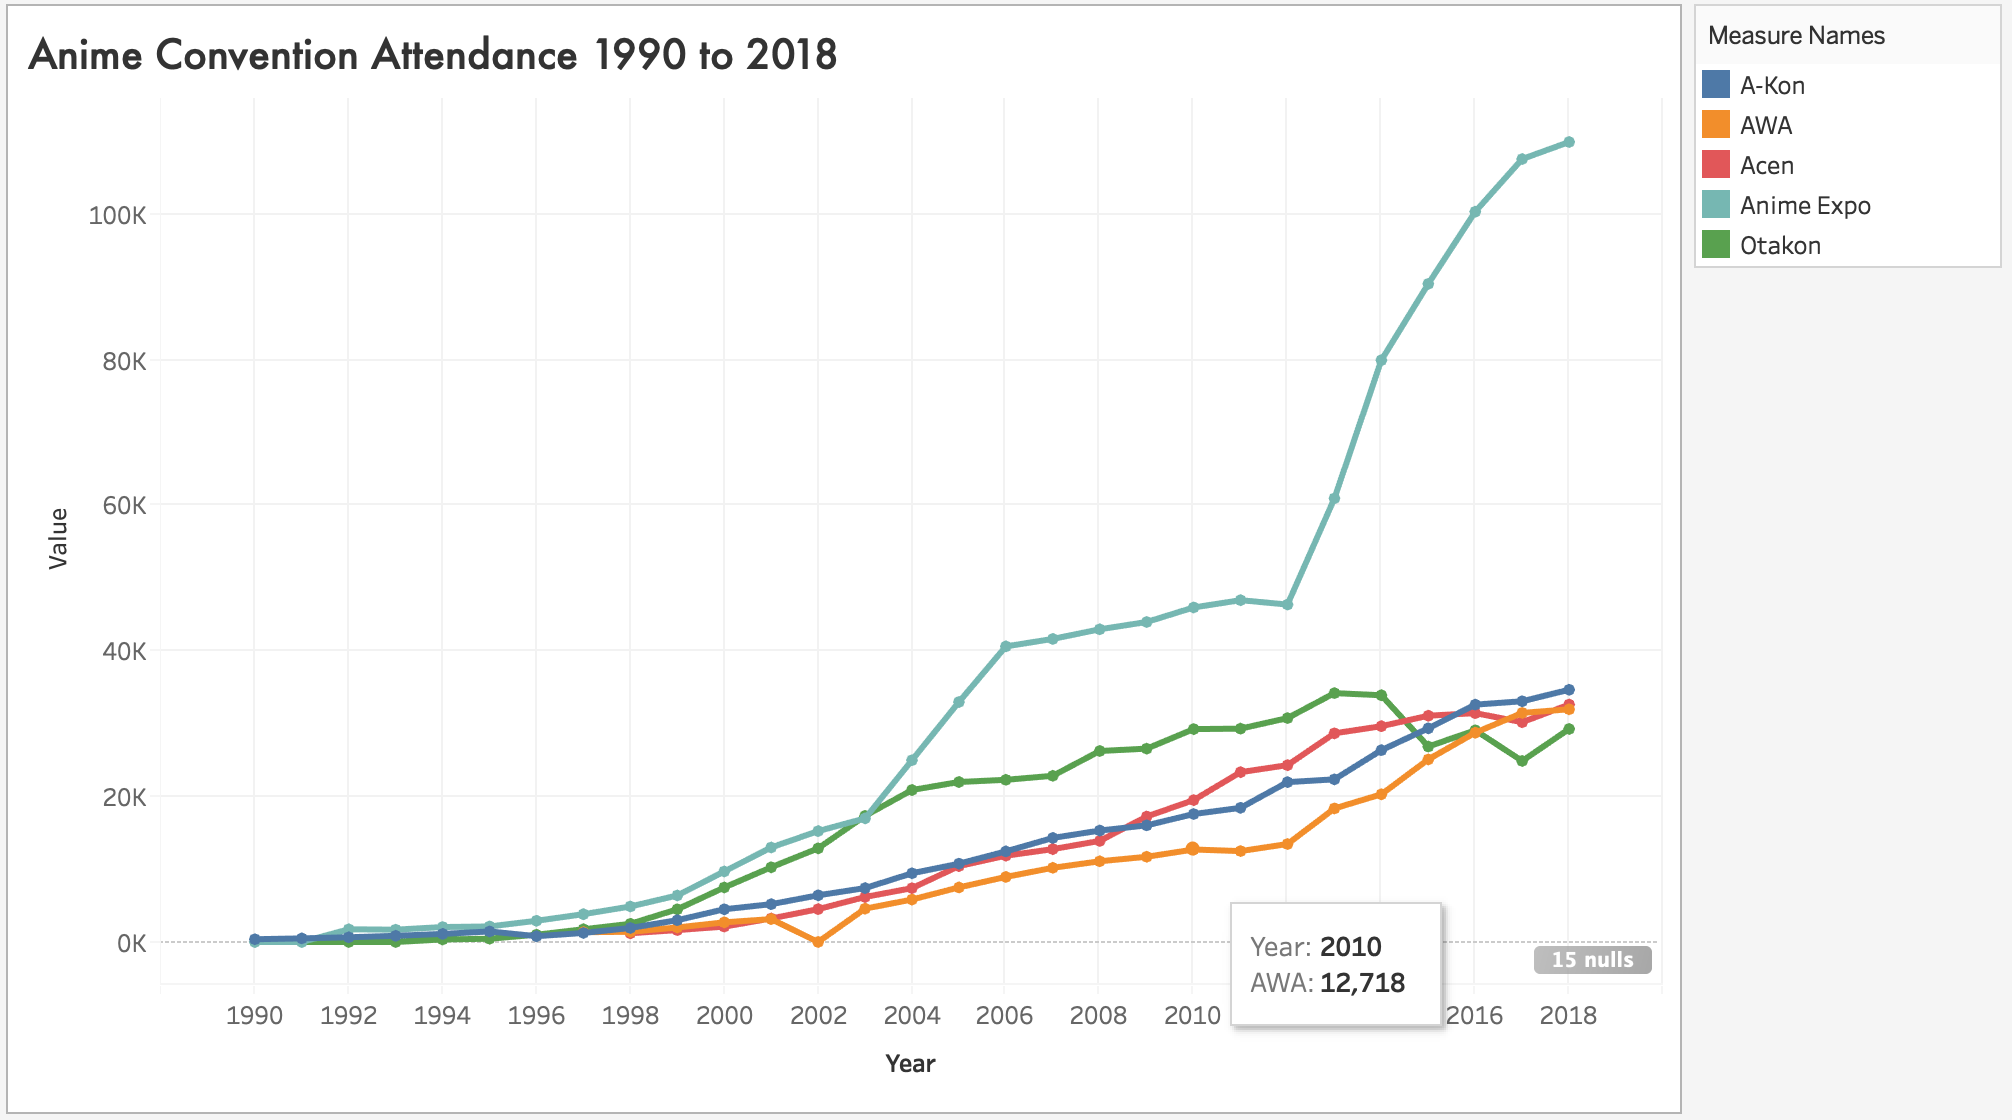 Anime Convention Attendance 1990 to 2018
Measure Names
A-Kon
AWA
Acen
Anime Expo
Otakon
100K
80K
60K
40K
20K
0K
Value
Year: 2010
AWA: 12,718
15 nulls
1990 1992 1994 1996 1998 2000 2002 2004 2006 2008 2010 2016 2018
Year